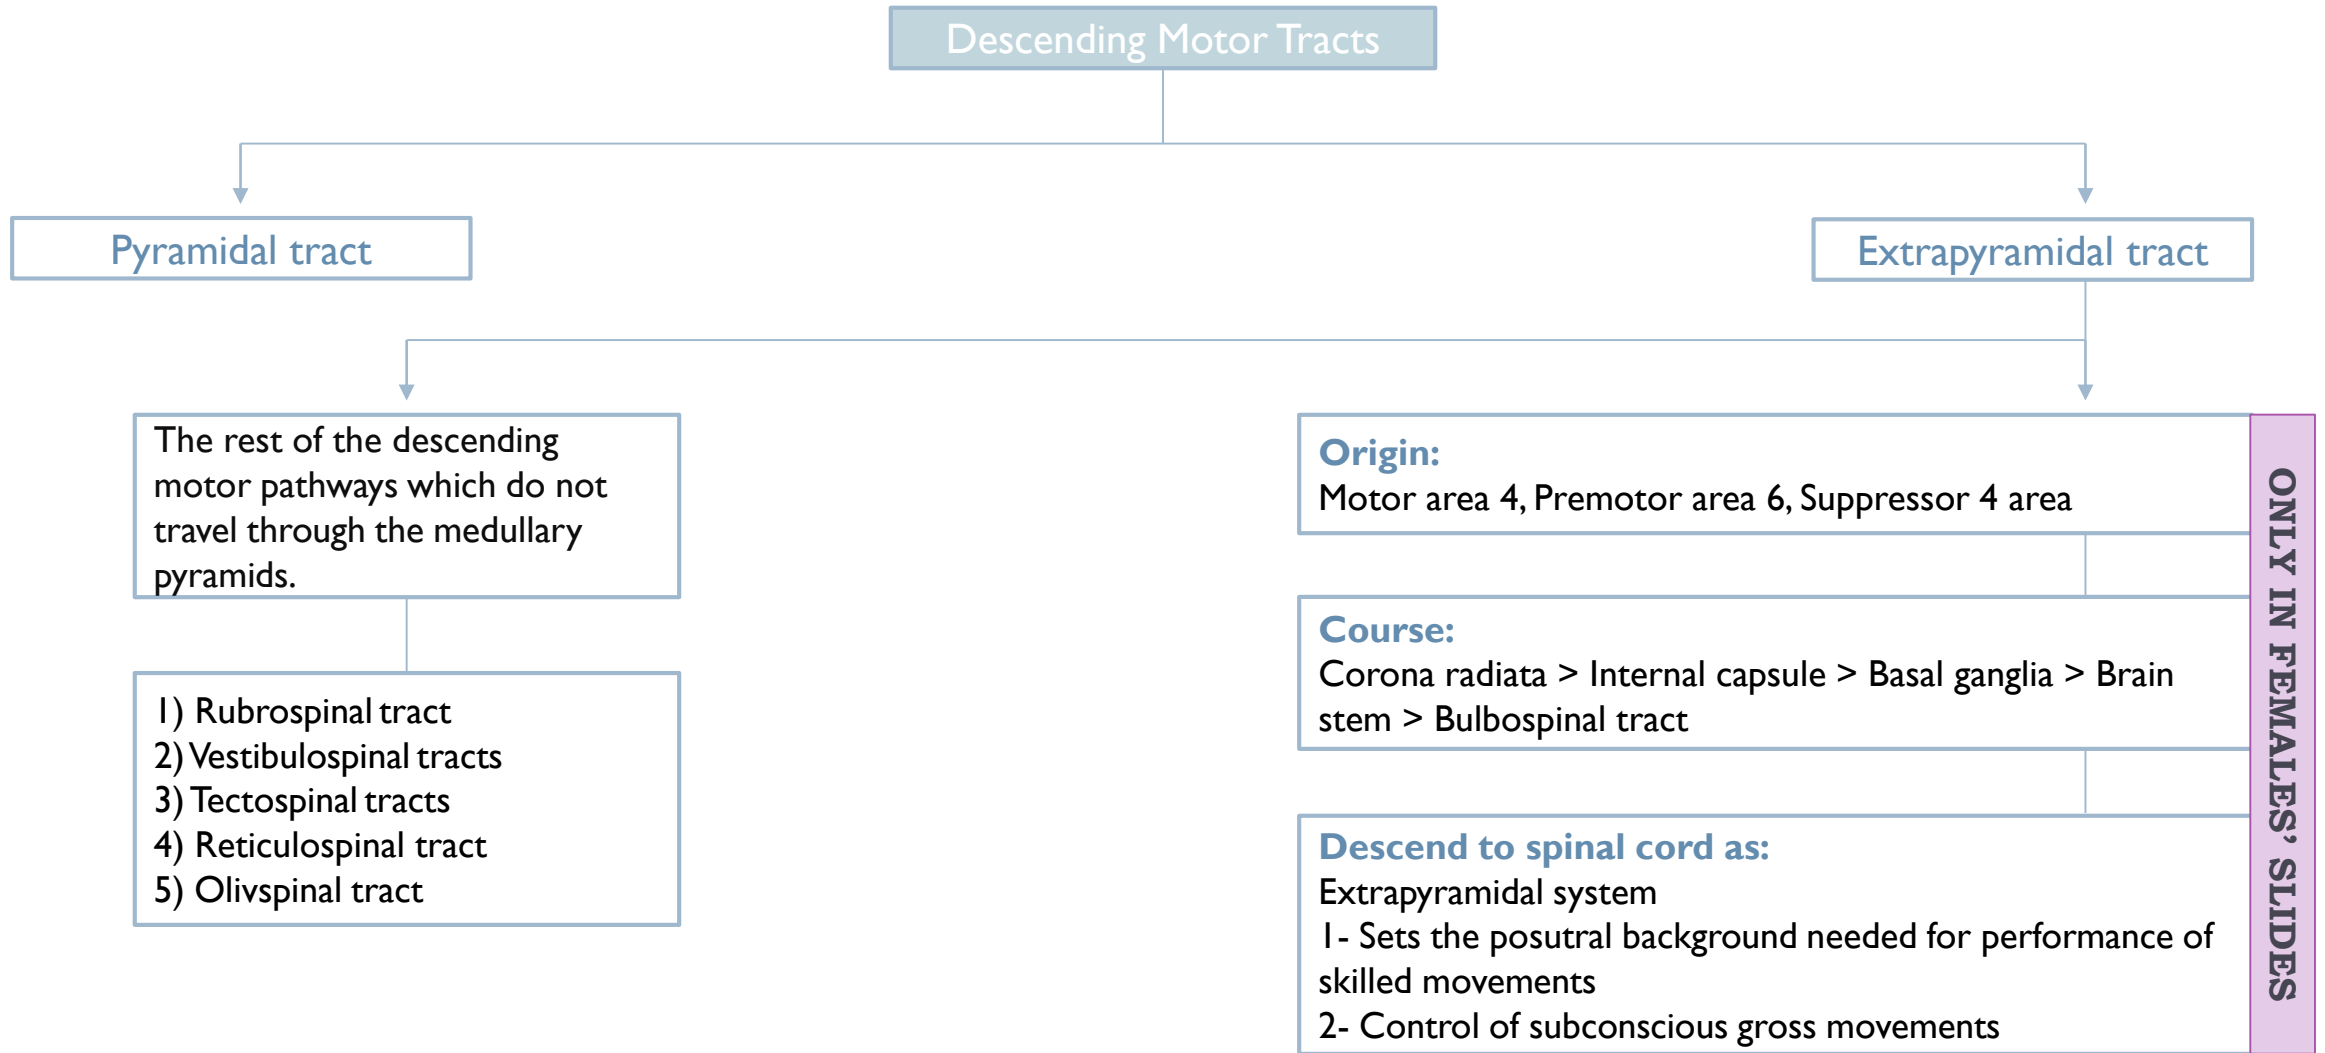 Descending Motor Tracts
Pyramidal tract
Extrapyramidal tract
The rest of the descending
motor pathways which do not
travel through the medullary
pyramids.
1) Rubrospinal tract
2) Vestibulospinal tracts
3) Tectospinal tracts
4) Reticulospinal tract
5) Olivspinal tract
Origin:
Motor area 4, Premotor area 6, Suppressor 4 area
Course:
Corona radiata > Internal capsule > Basal ganglia > Brain
stem > Bulbospinal tract
Descend to spinal cord as:
Extrapyramidal system
1- Sets the posutral background needed for performance of
skilled movements
2- Control of subconscious gross movements
ONLY IN FEMALES’ SLIDES